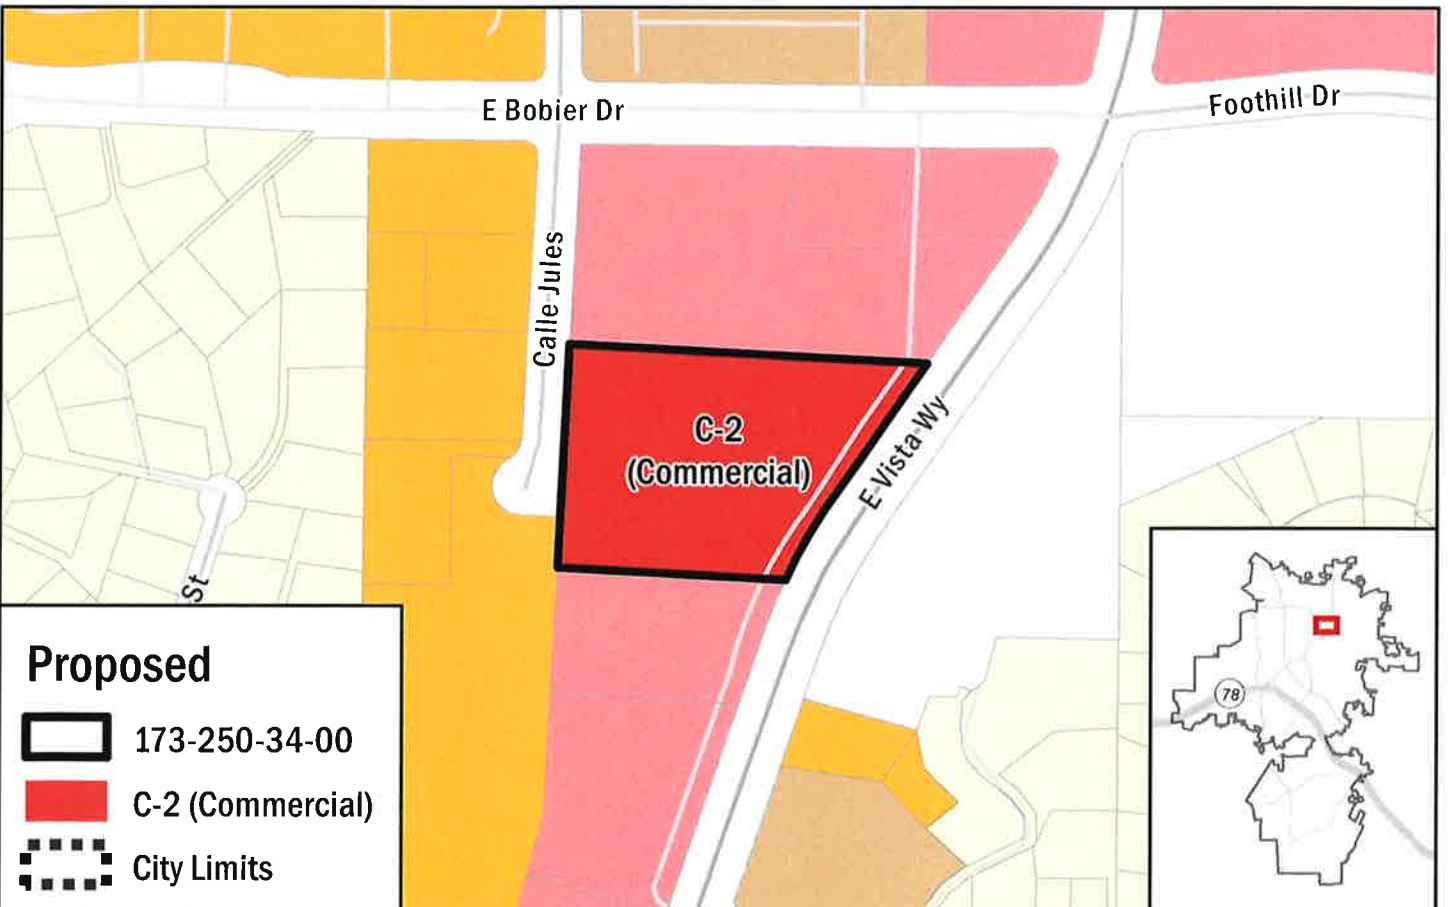 E Bobier Dr
Foothill Dr
Calle Jules
C-2
(Commercial)
E Vista Wy
St
Proposed
173-250-34-00
C-2 (Commercial)
City Limits
78